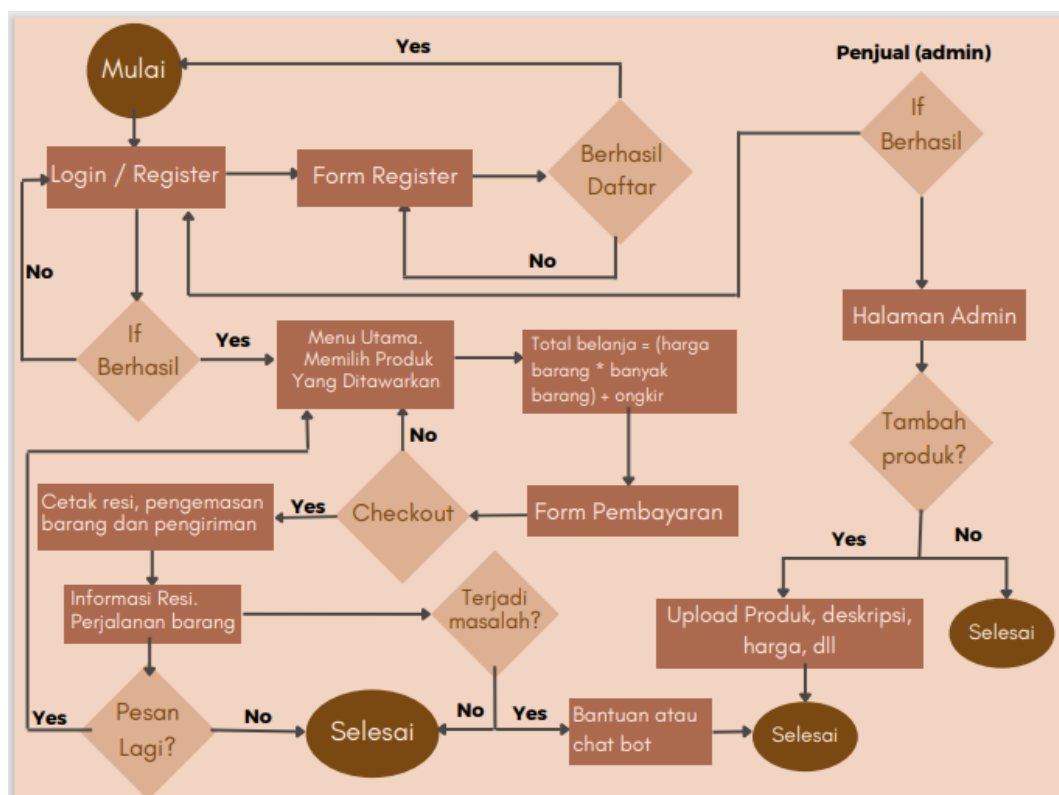 Yes
Penjual (admin)
Mulai
If
Berhasil
Berhasil
Daftar
Login / Register
Form Register
No
No
If
Berhasil
Yes
Menu Utama.
Memilih Produk
Yang Ditawarkan
Total belanja = (harga
barang * banyak
barang) + ongkir
Halaman Admin
No
Tambah
produk?
Cetak resi, pengemasan
barang dan pengiriman
Yes
Checkout
Form Pembayaran
Yes
No
Informasi Resi.
Perjalanan barang
Terjadi
masalah?
Upload Produk, deskripsi,
harga, dll
Selesai
Yes
Pesan
Lagi?
No
Selesai
No
Yes
Bantuan atau
chat bot
Selesai